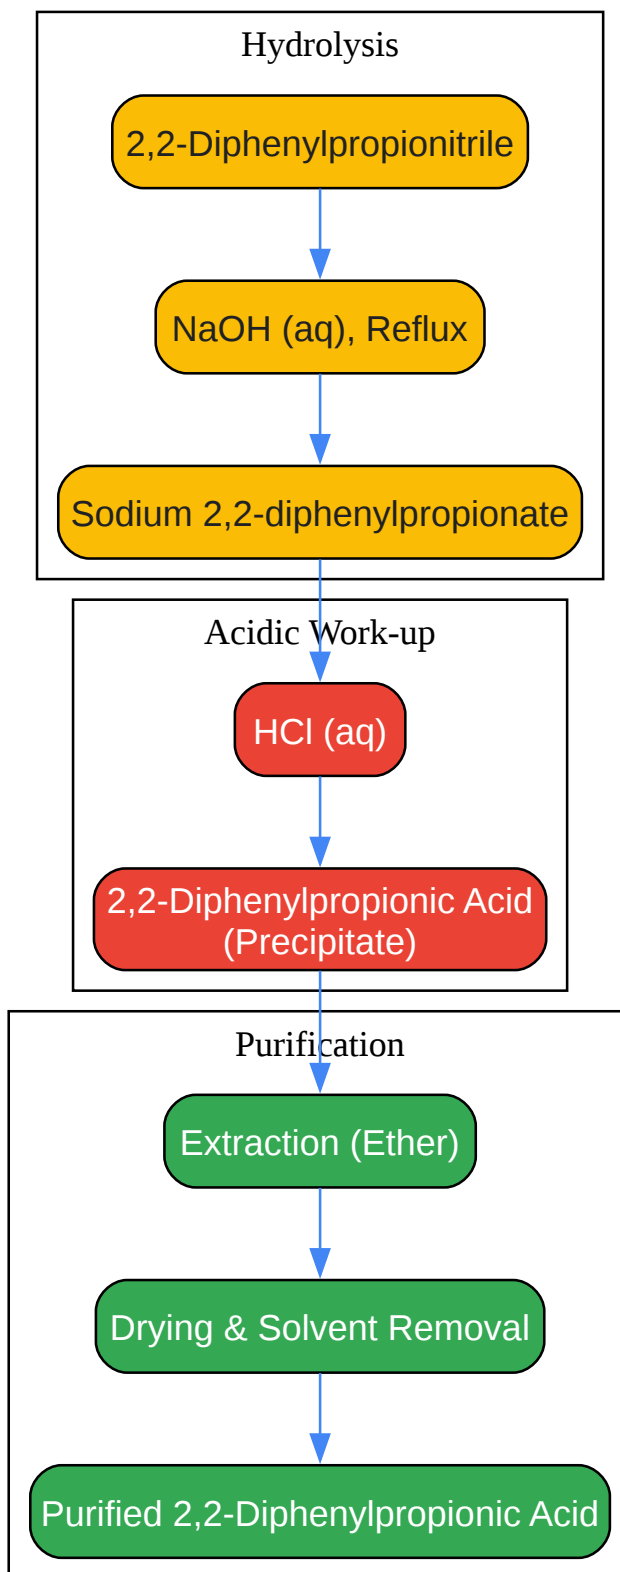 Hydrolysis
2,2-Diphenylpropionitrile
NaOH (aq), Reflux
Sodium 2,2-diphenylpropionate
Acidic Work-up
HCl (aq)
2,2-Diphenylpropionic Acid
(Precipitate)
Purification
Extraction (Ether)
Drying & Solvent Removal
Purified 2,2-Diphenylpropionic Acid